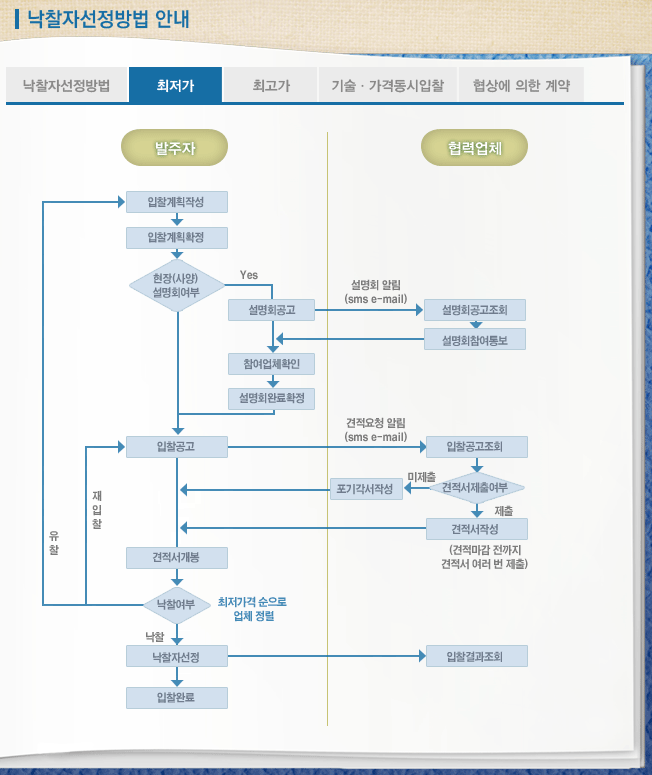 낙찰자선정방법 안내
낙찰자선정방법
최저가
최고가
기술 · 가격동시입찰
협상에 의한 계약
발주자
협력업체
입찰계획작성
입찰계획확정
현장(사양)
설명회여부
Yes
설명회공고
설명회 알림
(sms e-mail)
설명회공고조회
설명회참여통보
참여업체확인
설명회완료확정
입찰공고
견적요청 알림
(sms e-mail)
입찰공고조회
견적서제출여부
미제출
포기각서작성
제출
견적서작성
(견적마감 전까지
견적서 여러 번 제출)
재
입
찰
유
찰
견적서개봉
낙찰여부
최저가격 순으로
업체 정렬
낙찰
낙찰자선정
입찰결과조회
입찰완료